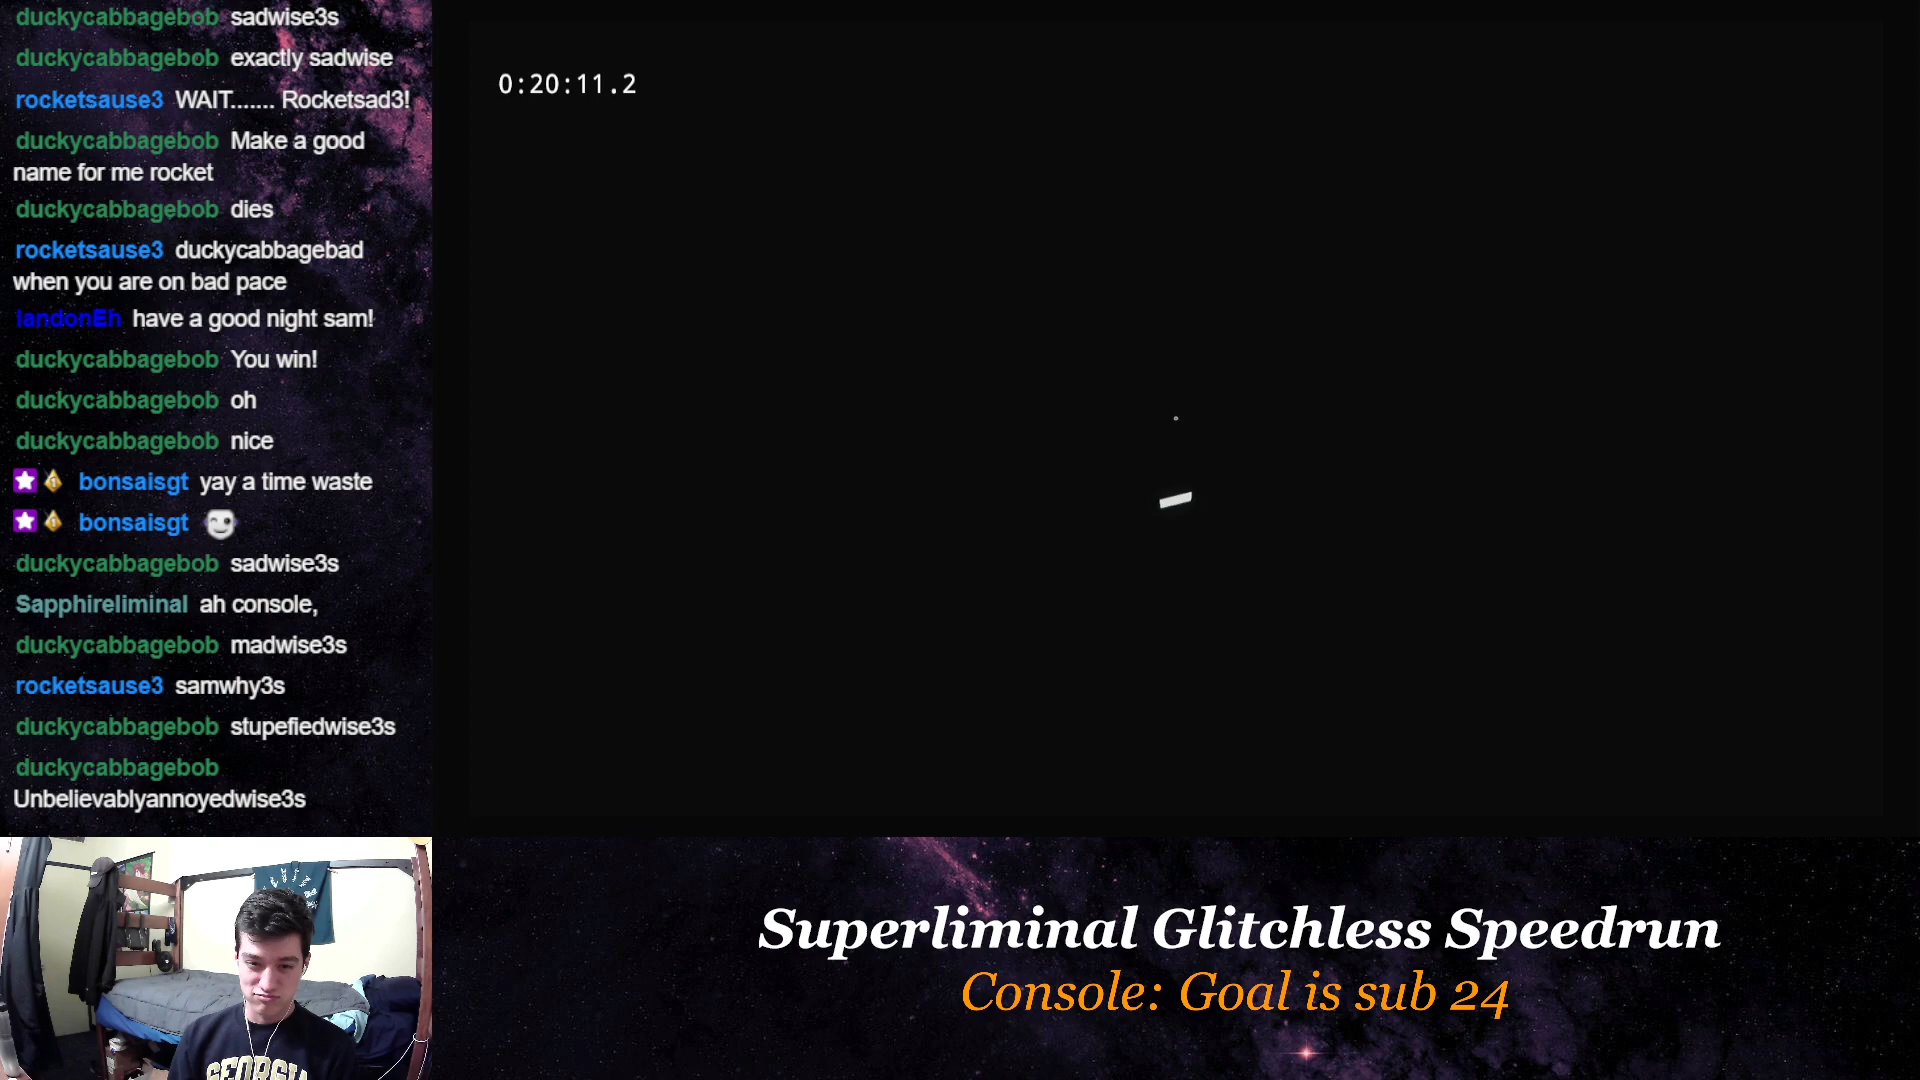 duckycabbagebob sadwise3s
duckycabbagebob exactly sadwise
rocketsause3 WAIT....... Rocketsad3!
duckycabbagebob Make a good
name for me rocket
duckycabbagebob dies
rocketsause3 duckycabbagebad
when you are on bad pace
landonEh have a good night sam!
duckycabbagebob You win!
duckycabbagebob oh
duckycabbagebob nice
bonsaisgt yay a time waste
bonsaisgt
duckycabbagebob sadwise3s
Sapphireliminal ah console,
duckycabbagebob madwise3s
rocketsause3 samwhy3s
duckycabbagebob stupefiedwise3s
duckycabbagebob
Unbelievablyannoyedwise3s
0:20:11.2
GEORGIA
Superliminal Glitchless Speedrun
Console: Goal is sub 24